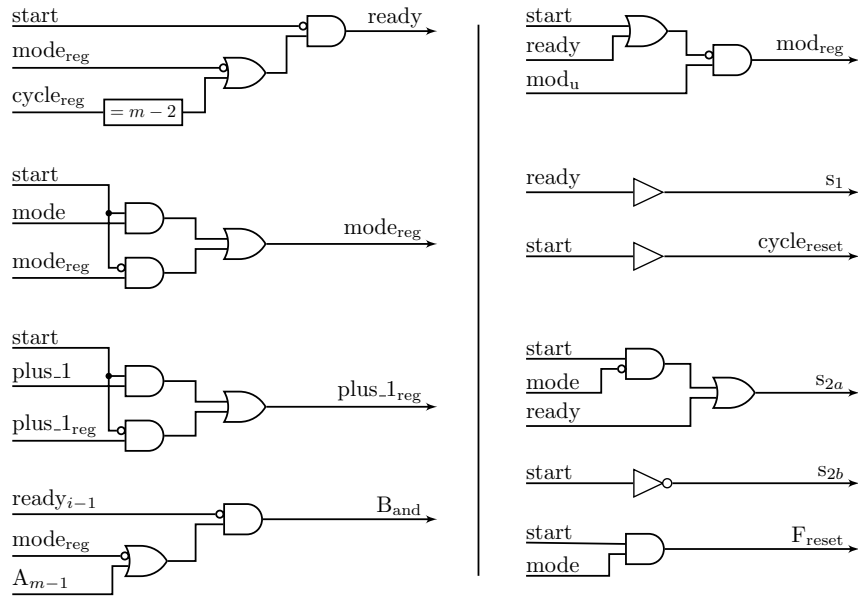 start
ready
mode_reg
cycle_reg
= m − 2
start
mode
mode_reg
mode_reg
start
plus_1
plus_1_reg
plus_1_reg
ready_{i−1}
B_and
mode_reg
A_{m−1}
start
ready
mod_reg
mod_u
ready
s_1
start
cycle_reset
start
mode
s_{2a}
ready
start
s_{2b}
start
F_reset
mode